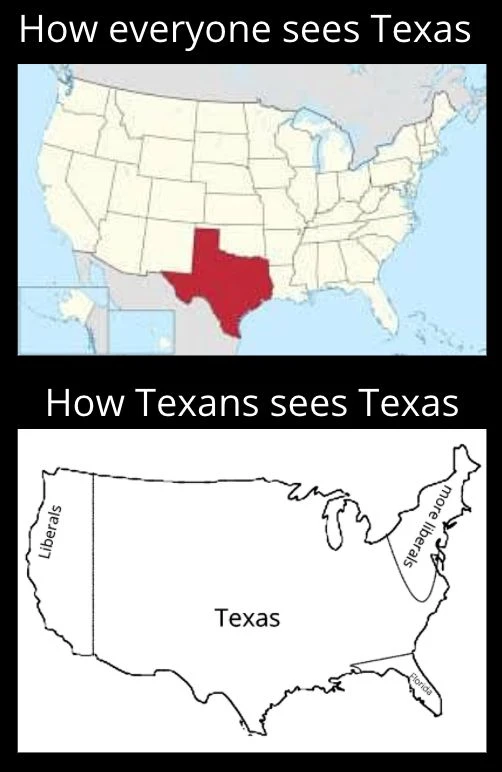 How everyone sees Texas
How Texans sees Texas
Liberals
more liberals
Texas
Florida